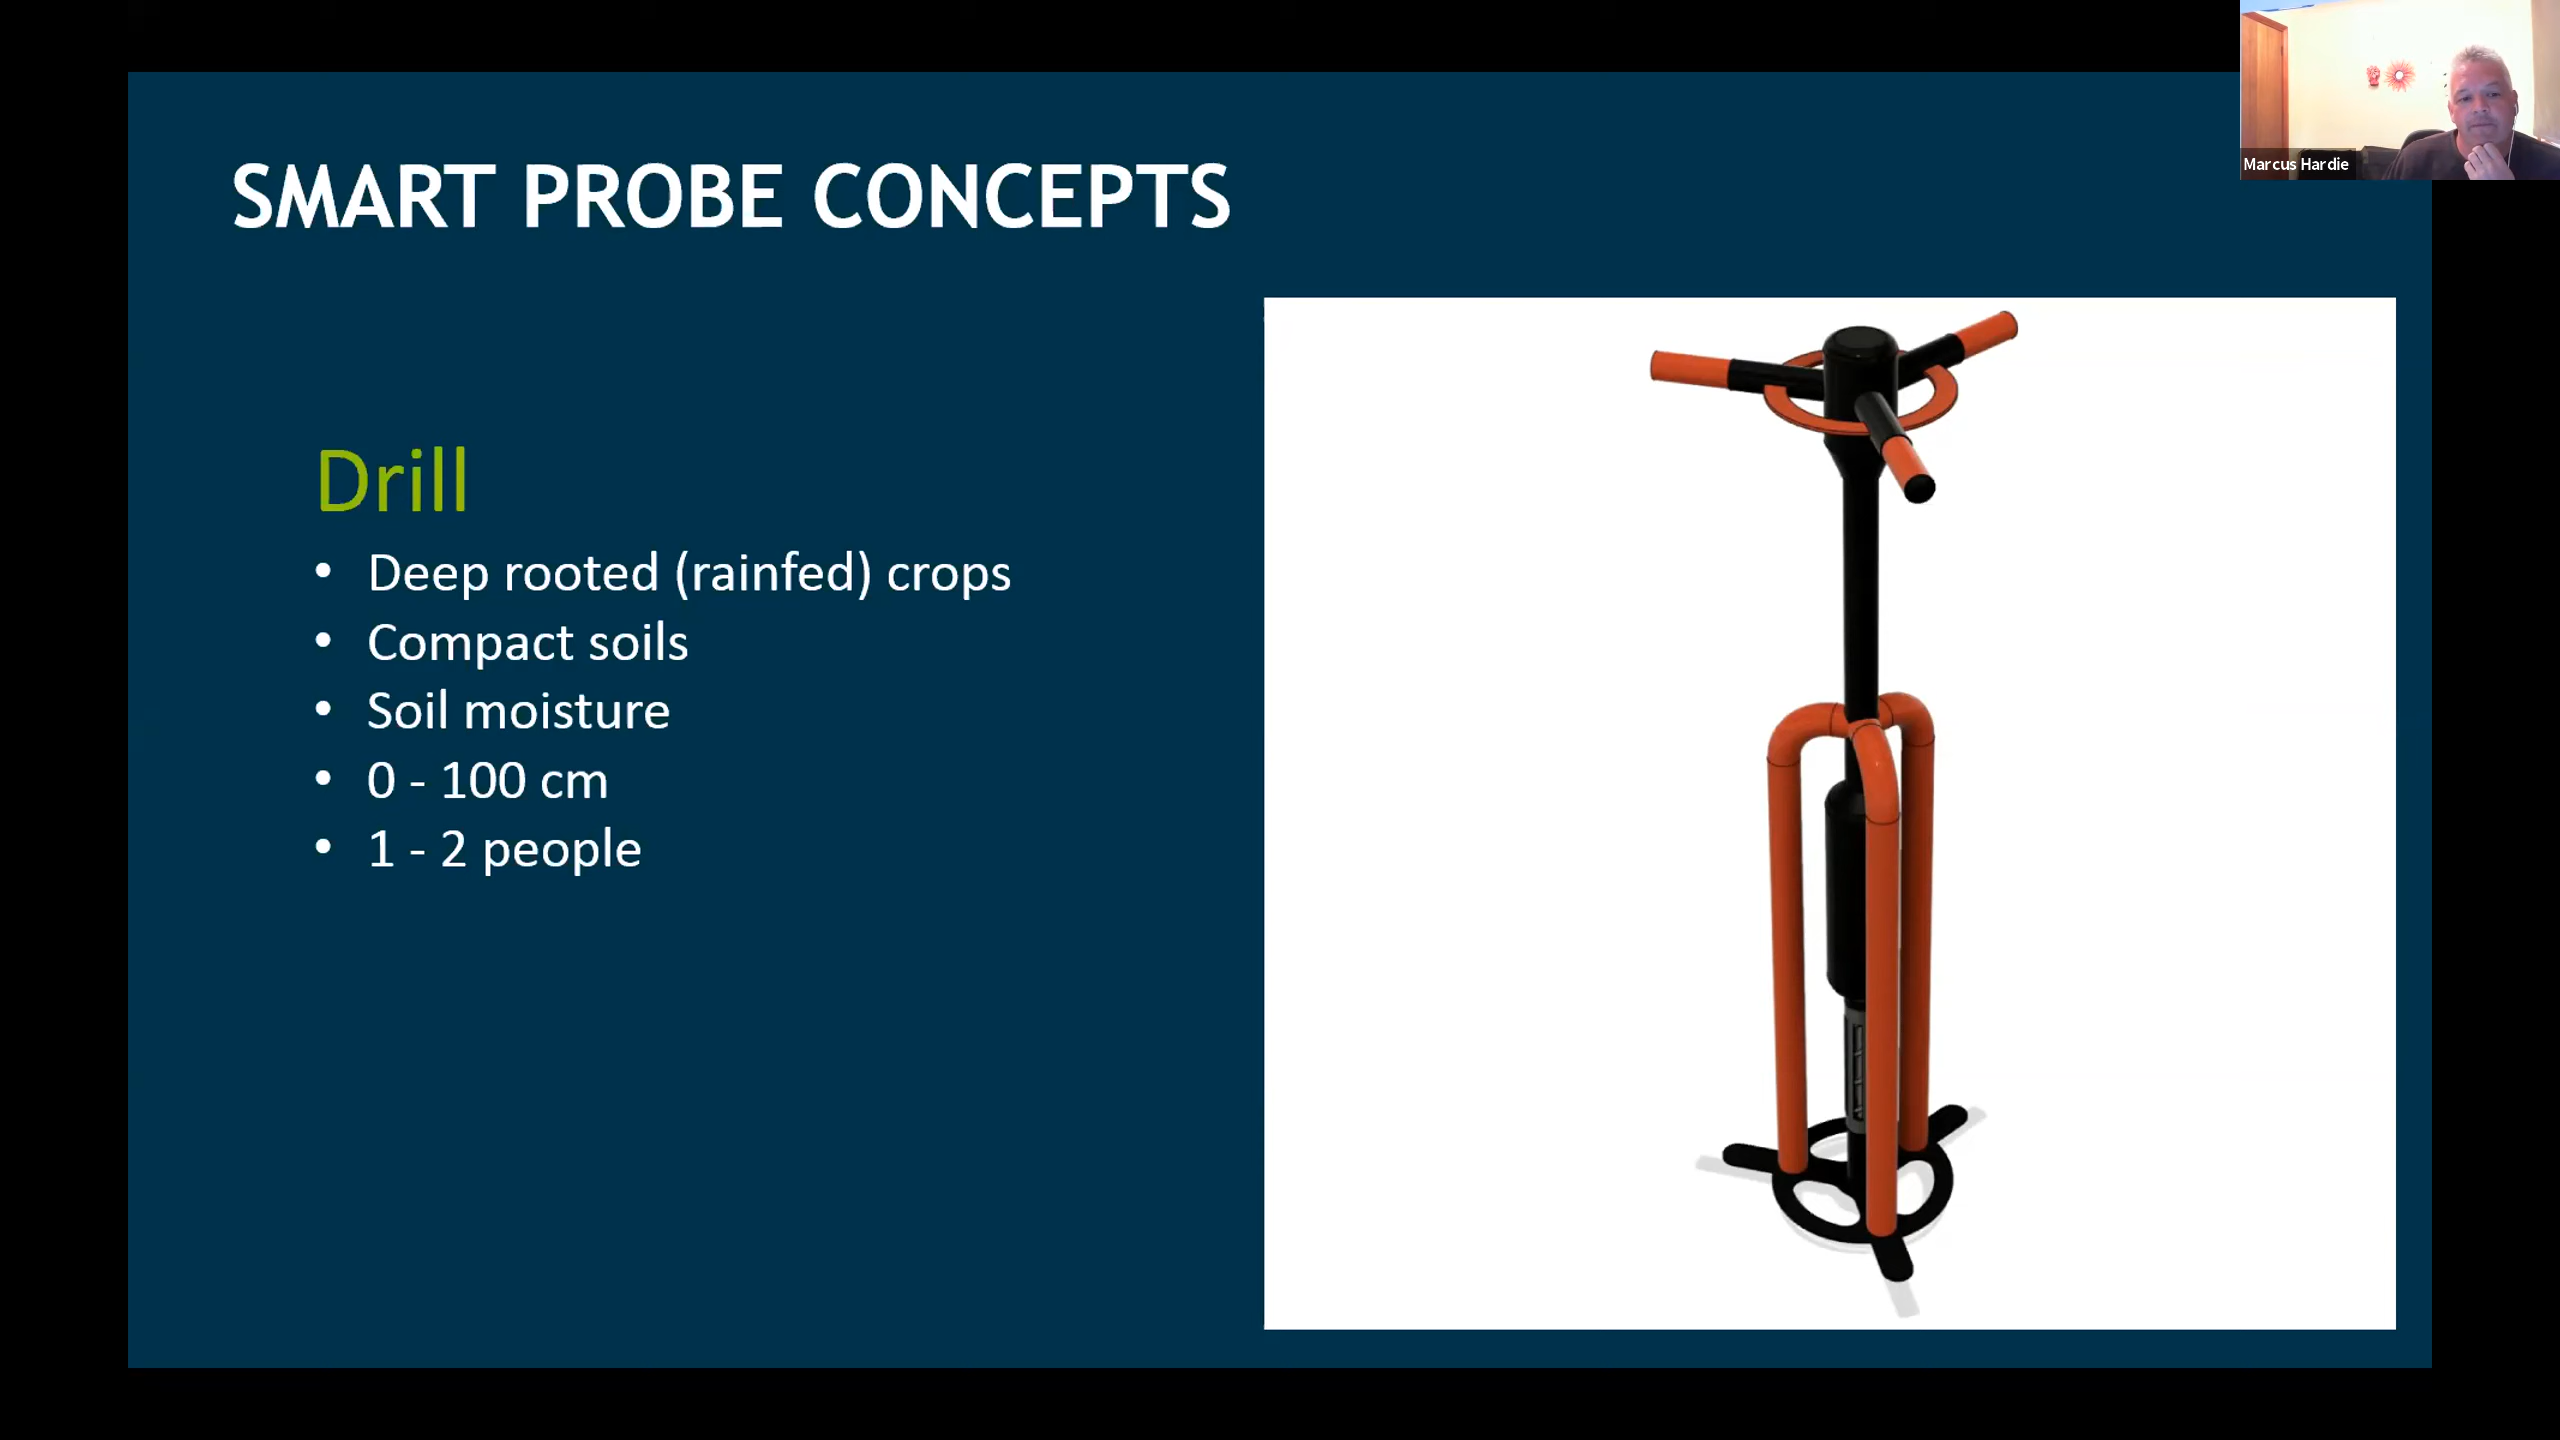 SMART PROBE CONCEPTS
Marcus Hardie
Drill
• Deep rooted (rainfed) crops
• Compact soils
• Soil moisture
• 0 - 100 cm
• 1 - 2 people